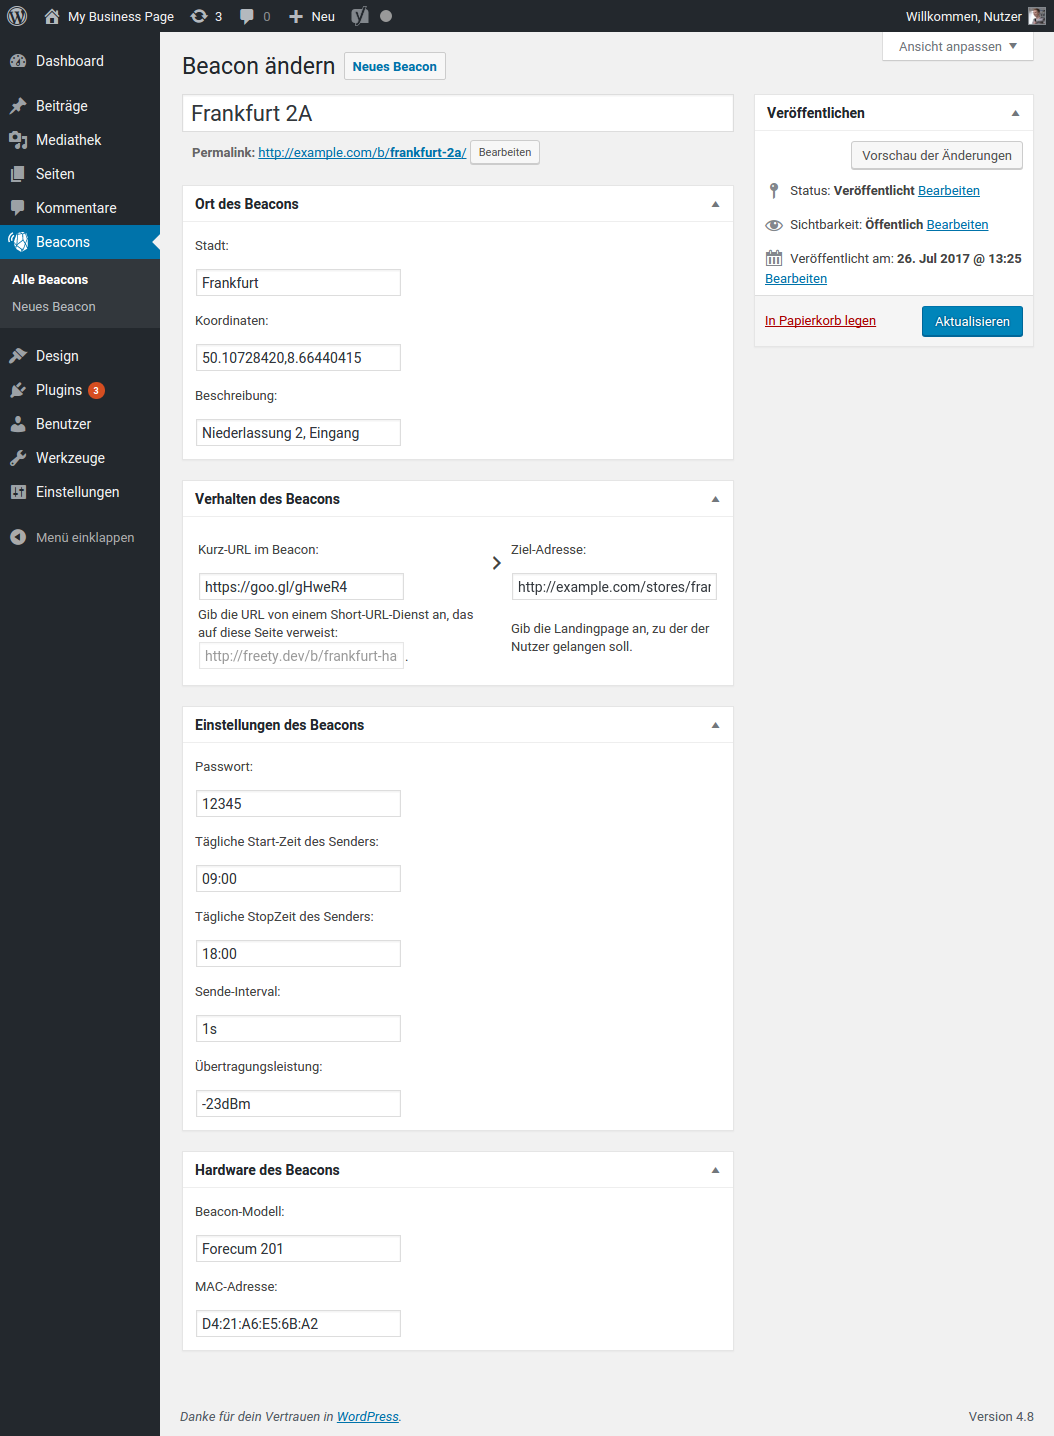 My Business Page 3 0 Neu Willkommen, Nutzer
Ansicht anpassen
Dashboard
Beiträge
Mediathek
Seiten
Kommentare
Beacons
Alle Beacons
Neues Beacon
Design
Plugins 3
Benutzer
Werkzeuge
Einstellungen
Menü einklappen
Beacon ändern Neues Beacon
Frankfurt 2A
Permalink: http://example.com/b/frankfurt-2a/ Bearbeiten
Ort des Beacons
Stadt:
Frankfurt
Koordinaten:
50.10728420,8.66440415
Beschreibung:
Niederlassung 2, Eingang
Verhalten des Beacons
Kurz-URL im Beacon:
https://goo.gl/gHweR4
Gib die URL von einem Short-URL-Dienst an, das
auf diese Seite verweist:
http://freety.dev/b/frankfurt-ha.
Ziel-Adresse:
http://example.com/stores/frar
Gib die Landingpage an, zu der der
Nutzer gelangen soll.
Einstellungen des Beacons
Passwort:
12345
Tägliche Start-Zeit des Senders:
09:00
Tägliche StopZeit des Senders:
18:00
Sende-Interval:
1s
Übertragungsleistung:
-23dBm
Hardware des Beacons
Beacon-Modell:
Forecum 201
MAC-Adresse:
D4:21:A6:E5:6B:A2
Veröffentlichen
Vorschau der Änderungen
Status: Veröffentlicht Bearbeiten
Sichtbarkeit: Öffentlich Bearbeiten
Veröffentlicht am: 26. Jul 2017 @ 13:25
Bearbeiten
In Papierkorb legen Aktualisieren
Danke für dein Vertrauen in WordPress. Version 4.8